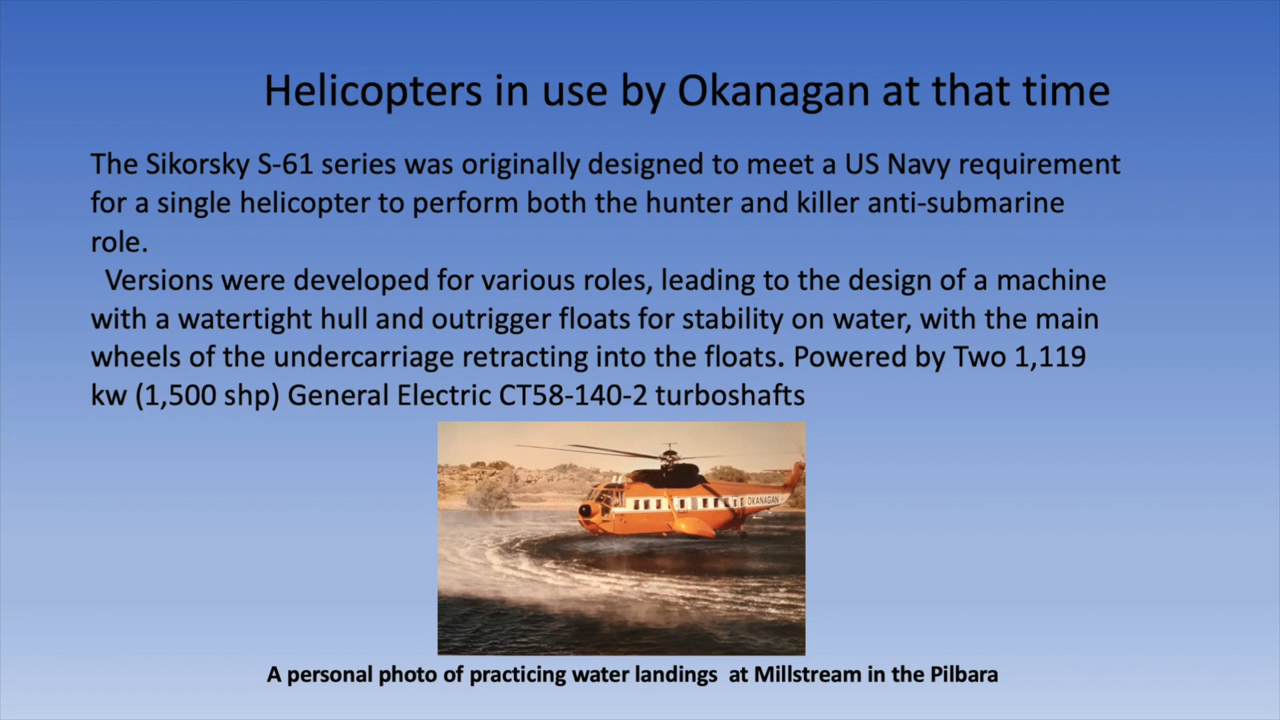 Helicopters in use by Okanagan at that time
The Sikorsky S-61 series was originally designed to meet a US Navy requirement
for a single helicopter to perform both the hunter and killer anti-submarine
role.
Versions were developed for various roles, leading to the design of a machine
with a watertight hull and outrigger floats for stability on water, with the main
wheels of the undercarriage retracting into the floats. Powered by Two 1,119
kw (1,500 shp) General Electric CT58-140-2 turboshafts
OKANAGAN
A personal photo of practicing water landings at Millstream in the Pilbara